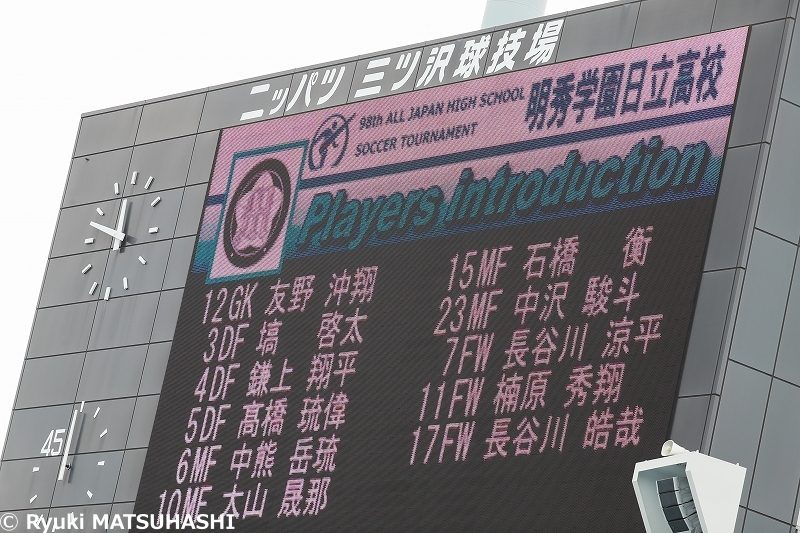 ニッパツ 三ツ沢球技場
98th ALL JAPAN HIGH SCHOOL
SOCCER TOURNAMENT
明秀学園日立高校
Players introduction
12GK 友野 沖翔
3DF 塙 啓太
4DF 鎌上 翔平
5DF 高橋 琉偉
6MF 中熊 岳琉
10MF 大山 晟那
15MF 石橋 衡
23MF 中沢 駿斗
7FW 長谷川 涼平
11FW 楠原 秀翔
17FW 長谷川 皓哉
45
© Ryuki MATSUHASHI